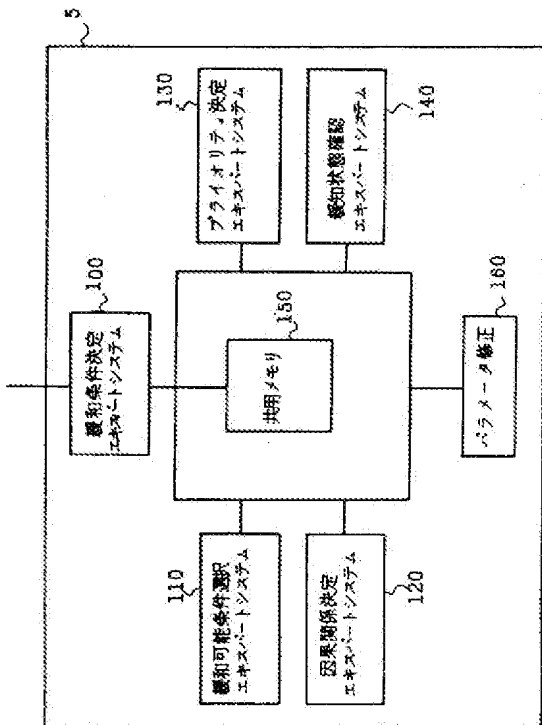 5
100
緩和条件決定
エキスパートシステム
110
緩和可能条件選択
エキスパートシステム
130
プライオリティ決定
エキスパートシステム
150
共用メモリ
120
因果関係決定
エキスパートシステム
140
緩知状態確認
エキスパートシステム
160
パラメータ修正